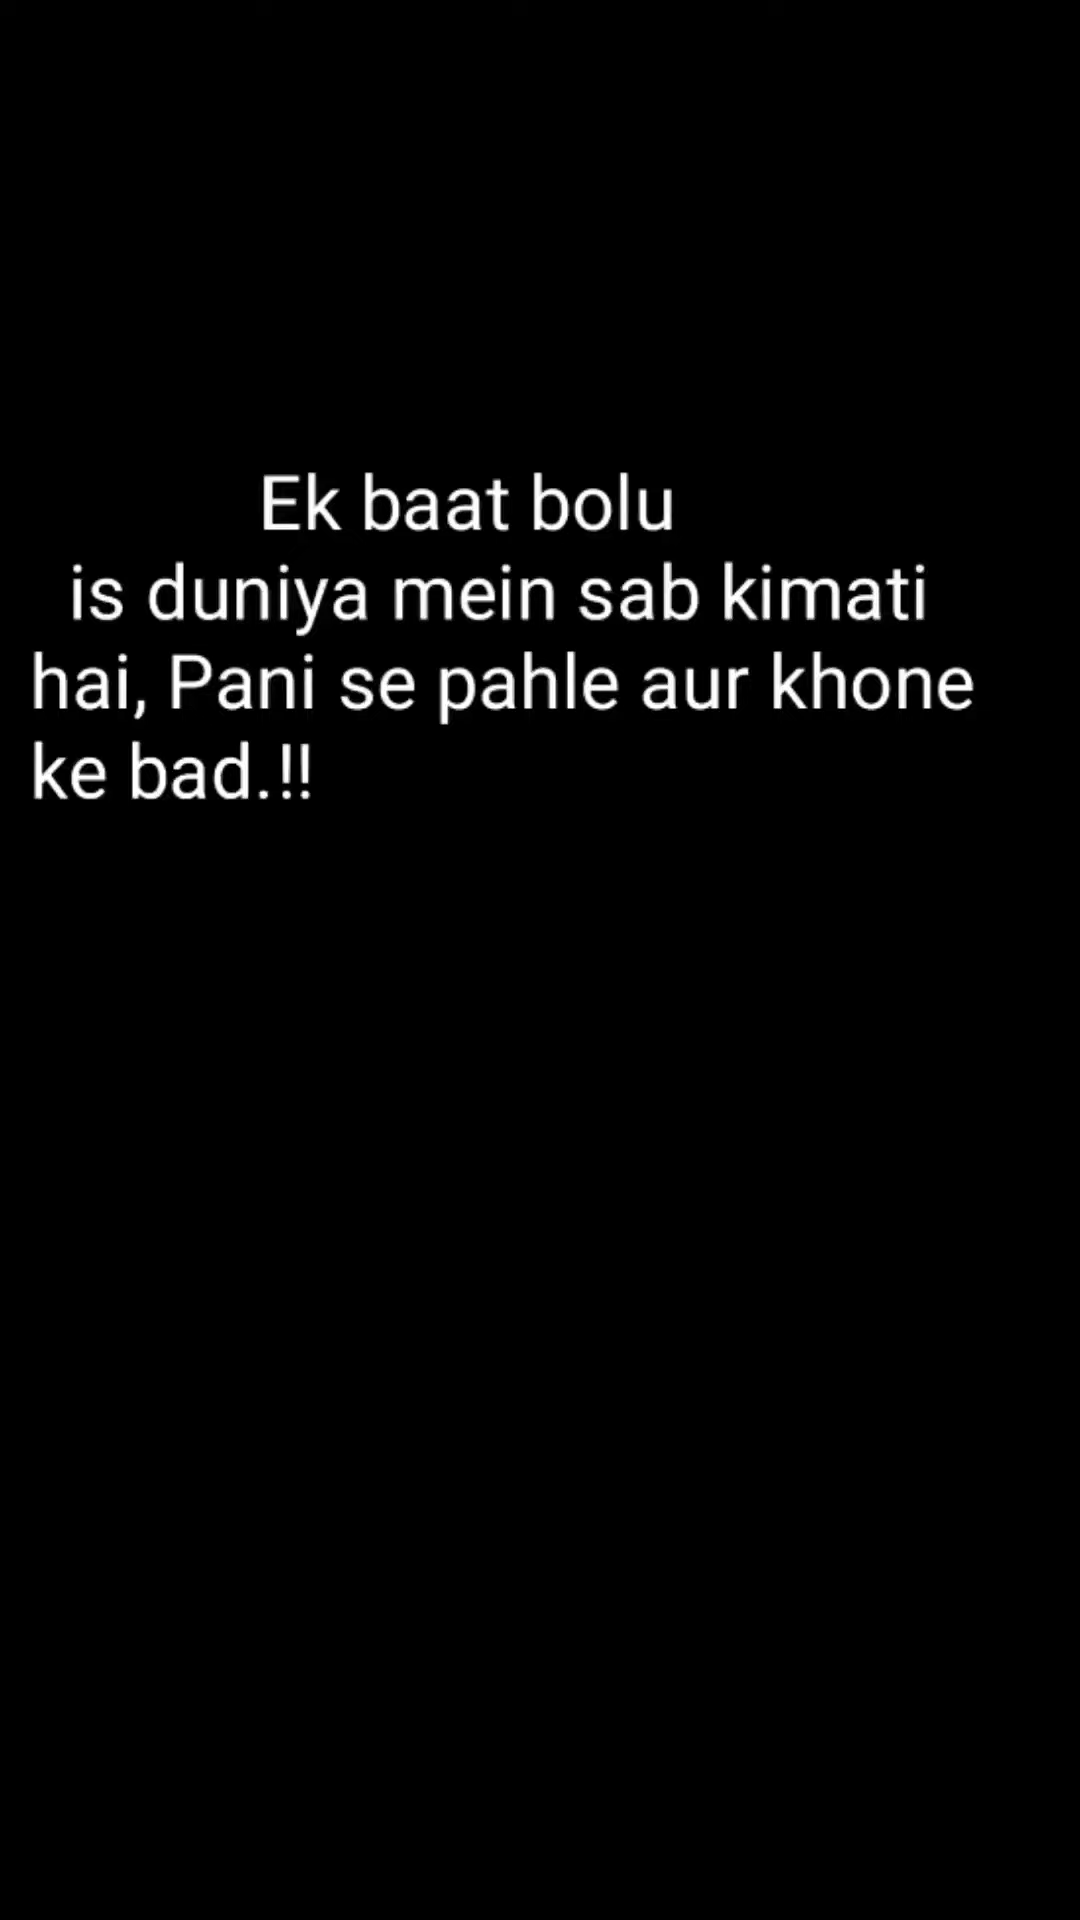 Ek baat bolu
is duniya mein sab kimati
hai, Pani se pahle aur khone
ke bad.!!